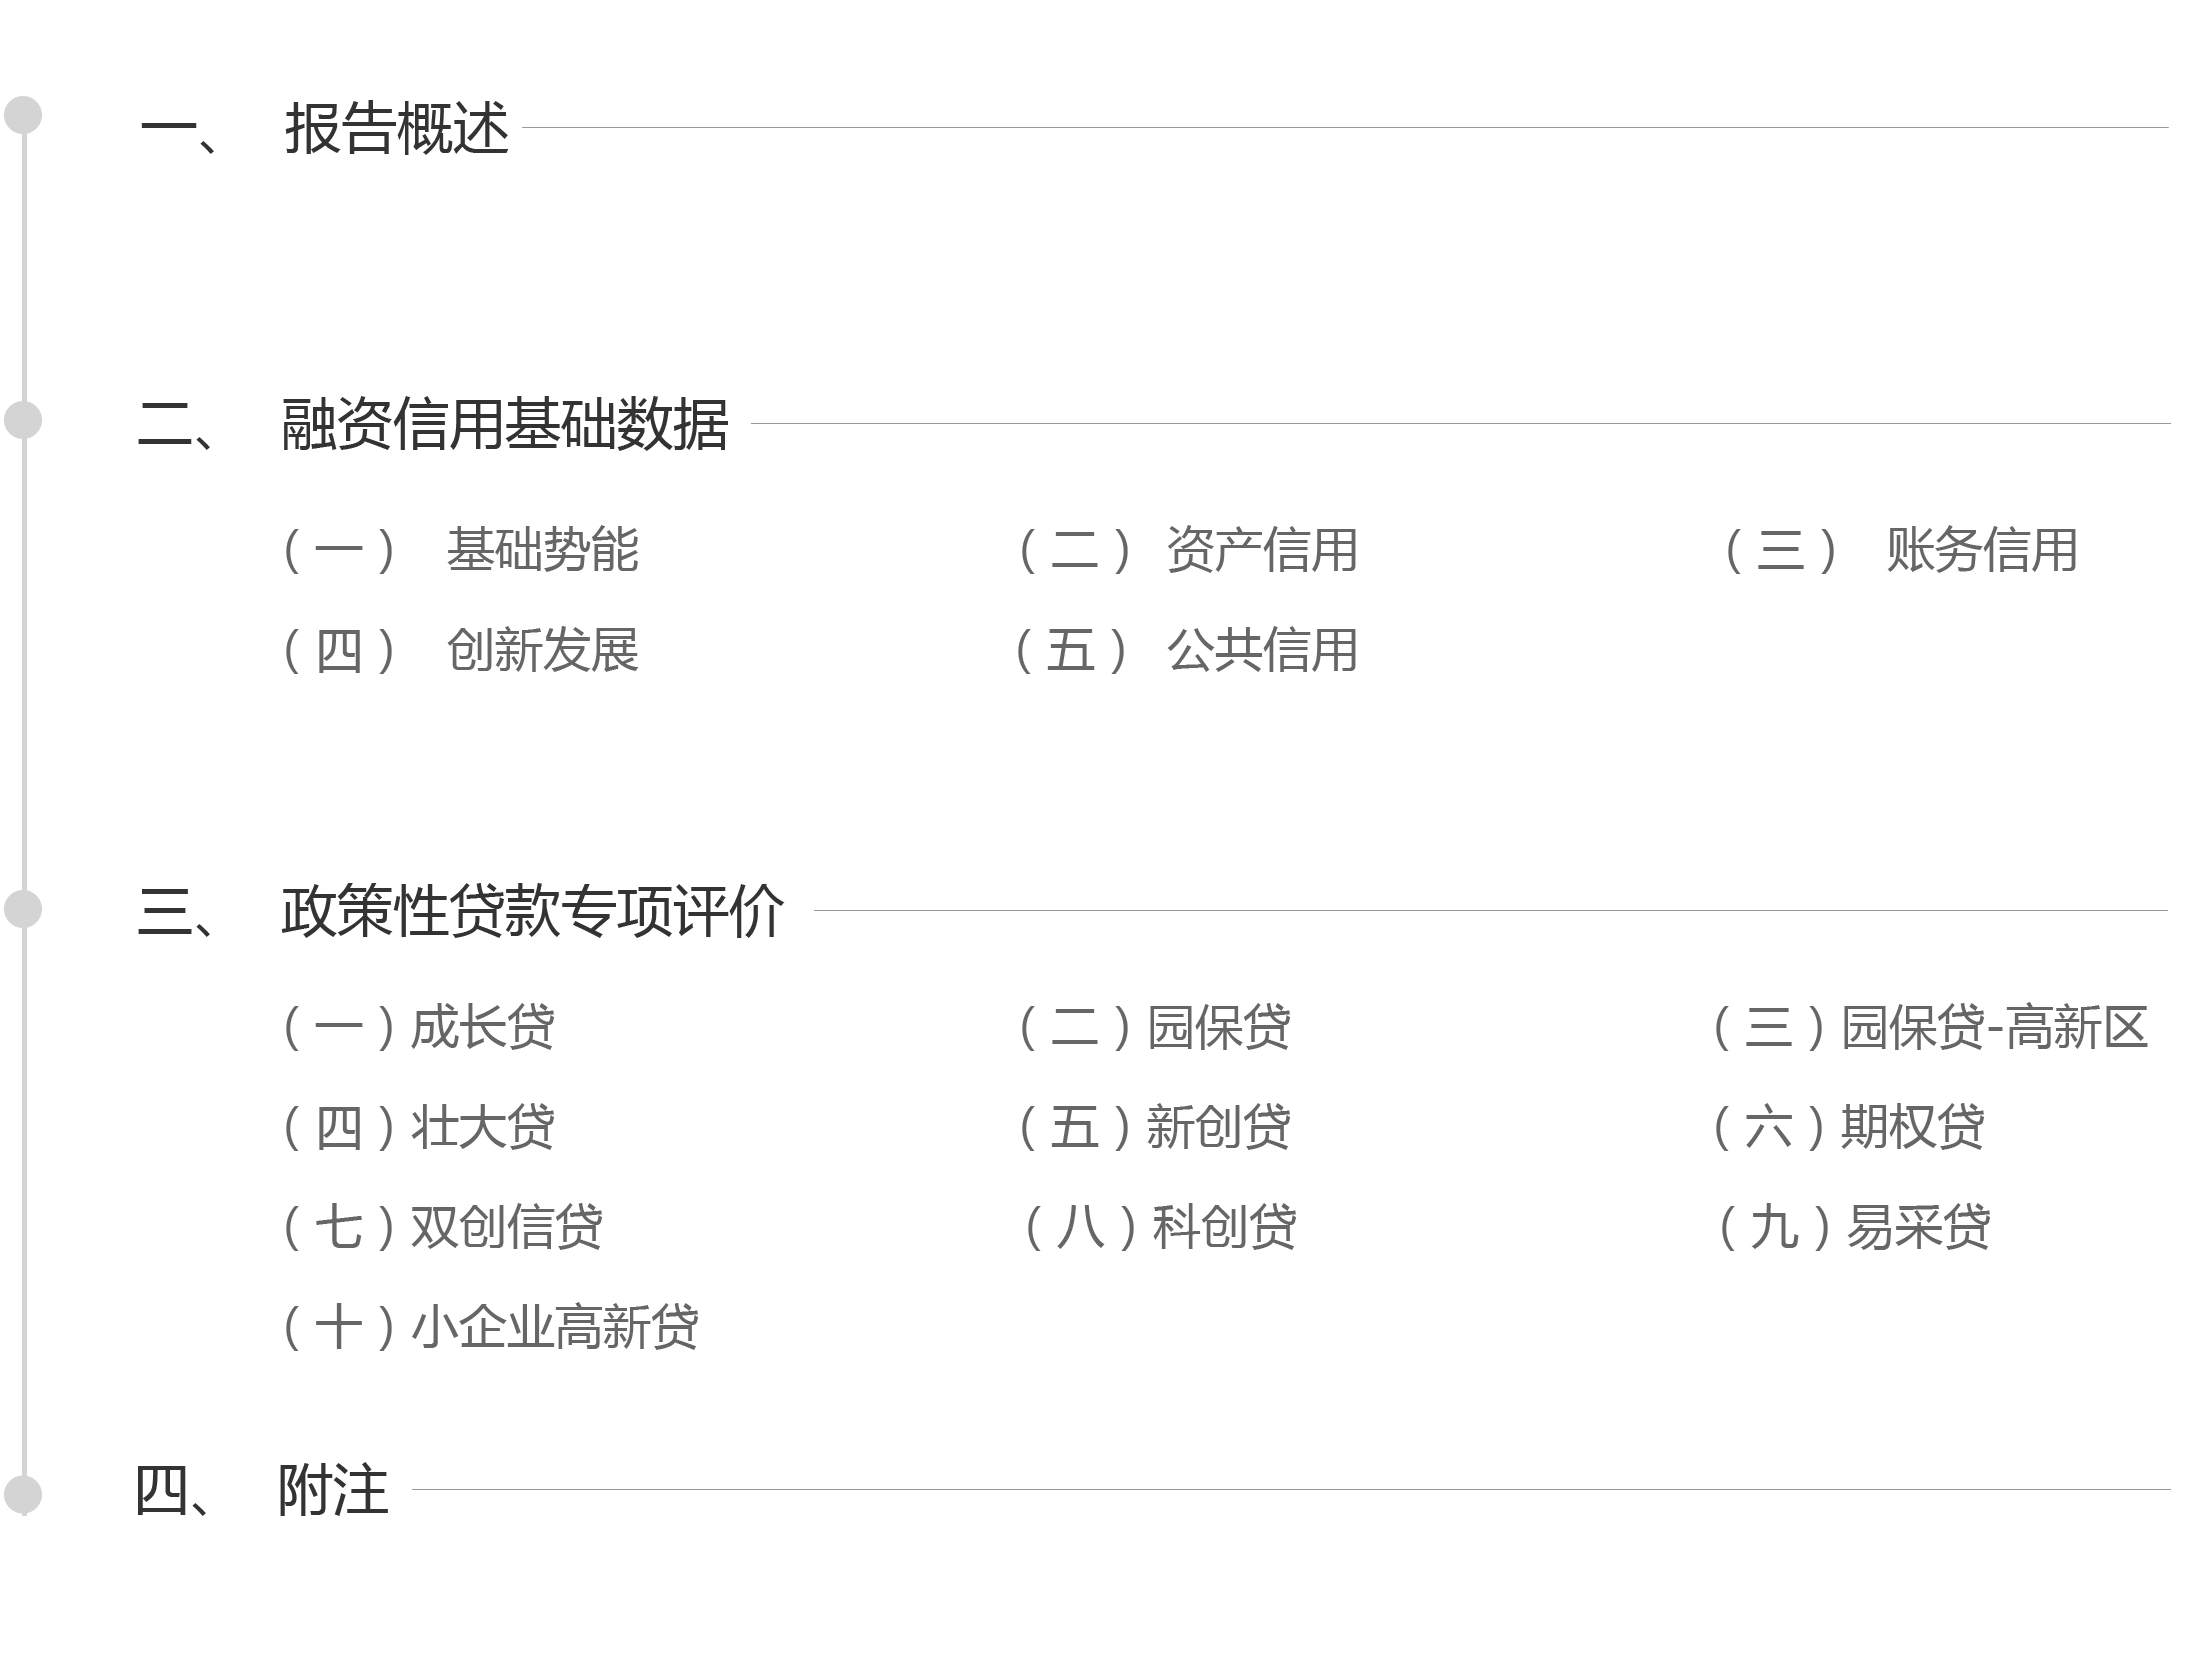 一、 报告概述
二、 融资信用基础数据
（一） 基础势能 （二） 资产信用 （三） 账务信用
（四） 创新发展 （五） 公共信用
三、 政策性贷款专项评价
（一）成长贷 （二）园保贷 （三）园保贷-高新区
（四）壮大贷 （五）新创贷 （六）期权贷
（七）双创信贷 （八）科创贷 （九）易采贷
（十）小企业高新贷
四、 附注